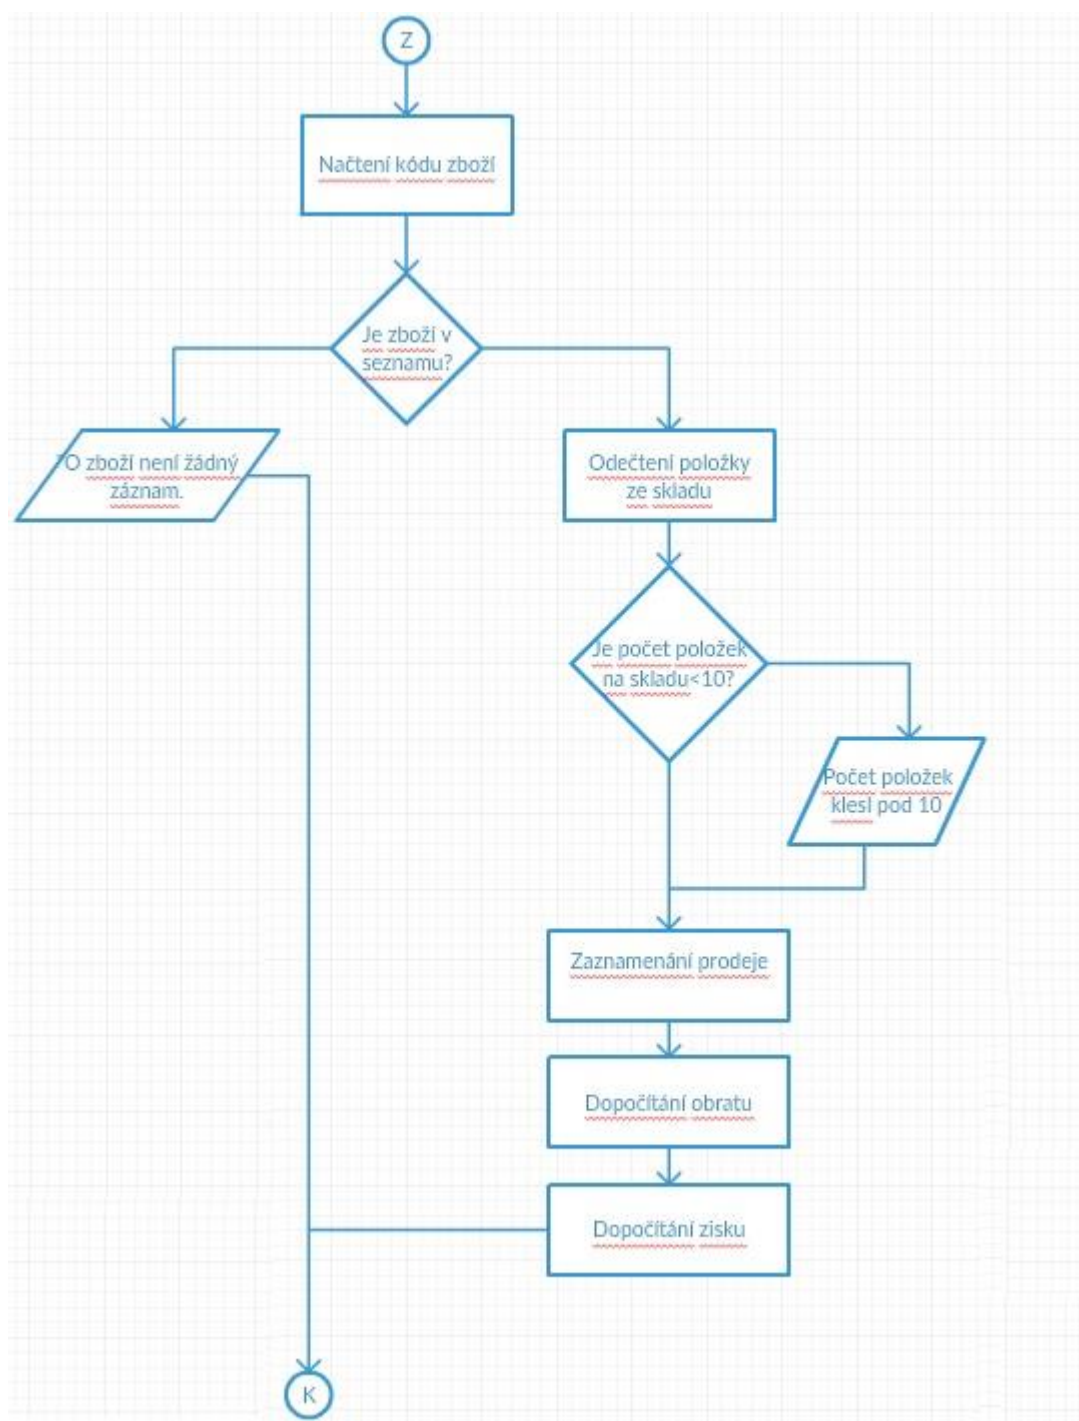 Z
Načtení kódu zboží
Je zboží v
seznamu?
"O zboží není žádný
záznam.
Odečtení položky
ze skladu
Je počet položek
na skladu<10?
Počet položek
klesl pod 10
Zaznamenání prodeje
Dopočítání obratu
Dopočítání zisku
K